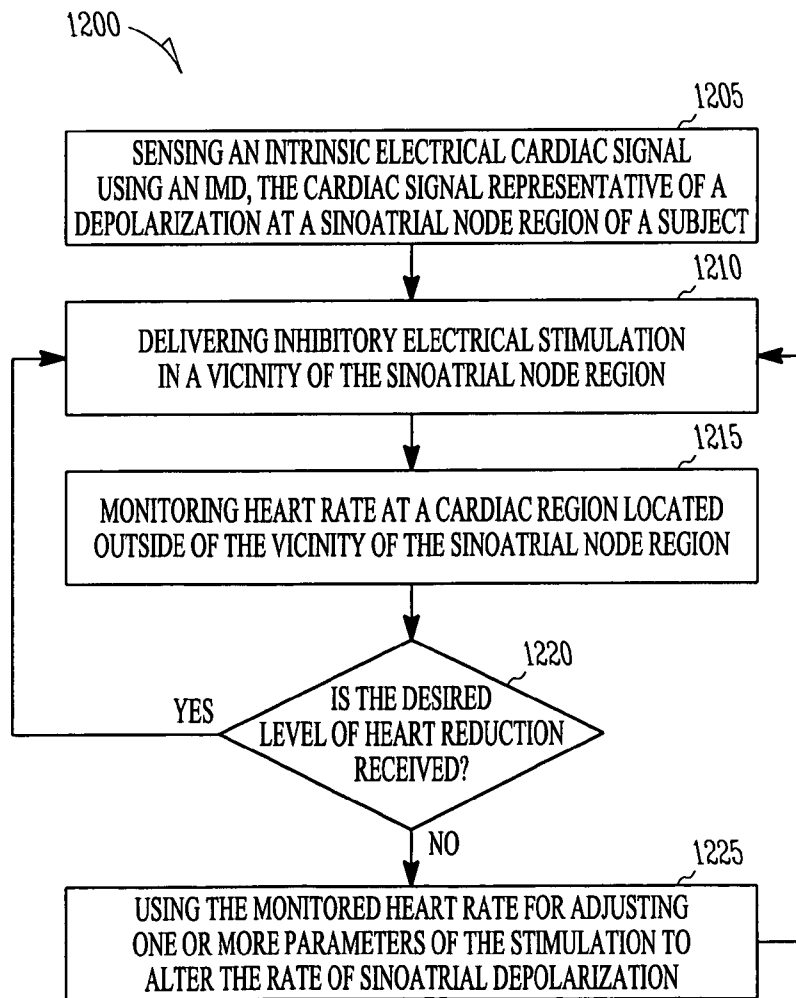 1200
1205
SENSING AN INTRINSIC ELECTRICAL CARDIAC SIGNAL
USING AN IMD, THE CARDIAC SIGNAL REPRESENTATIVE OF A
DEPOLARIZATION AT A SINOATRIAL NODE REGION OF A SUBJECT
1210
DELIVERING INHIBITORY ELECTRICAL STIMULATION
IN A VICINITY OF THE SINOATRIAL NODE REGION
1215
MONITORING HEART RATE AT A CARDIAC REGION LOCATED
OUTSIDE OF THE VICINITY OF THE SINOATRIAL NODE REGION
1220
IS THE DESIRED
LEVEL OF HEART REDUCTION
RECEIVED?
YES
NO
1225
USING THE MONITORED HEART RATE FOR ADJUSTING
ONE OR MORE PARAMETERS OF THE STIMULATION TO
ALTER THE RATE OF SINOATRIAL DEPOLARIZATION